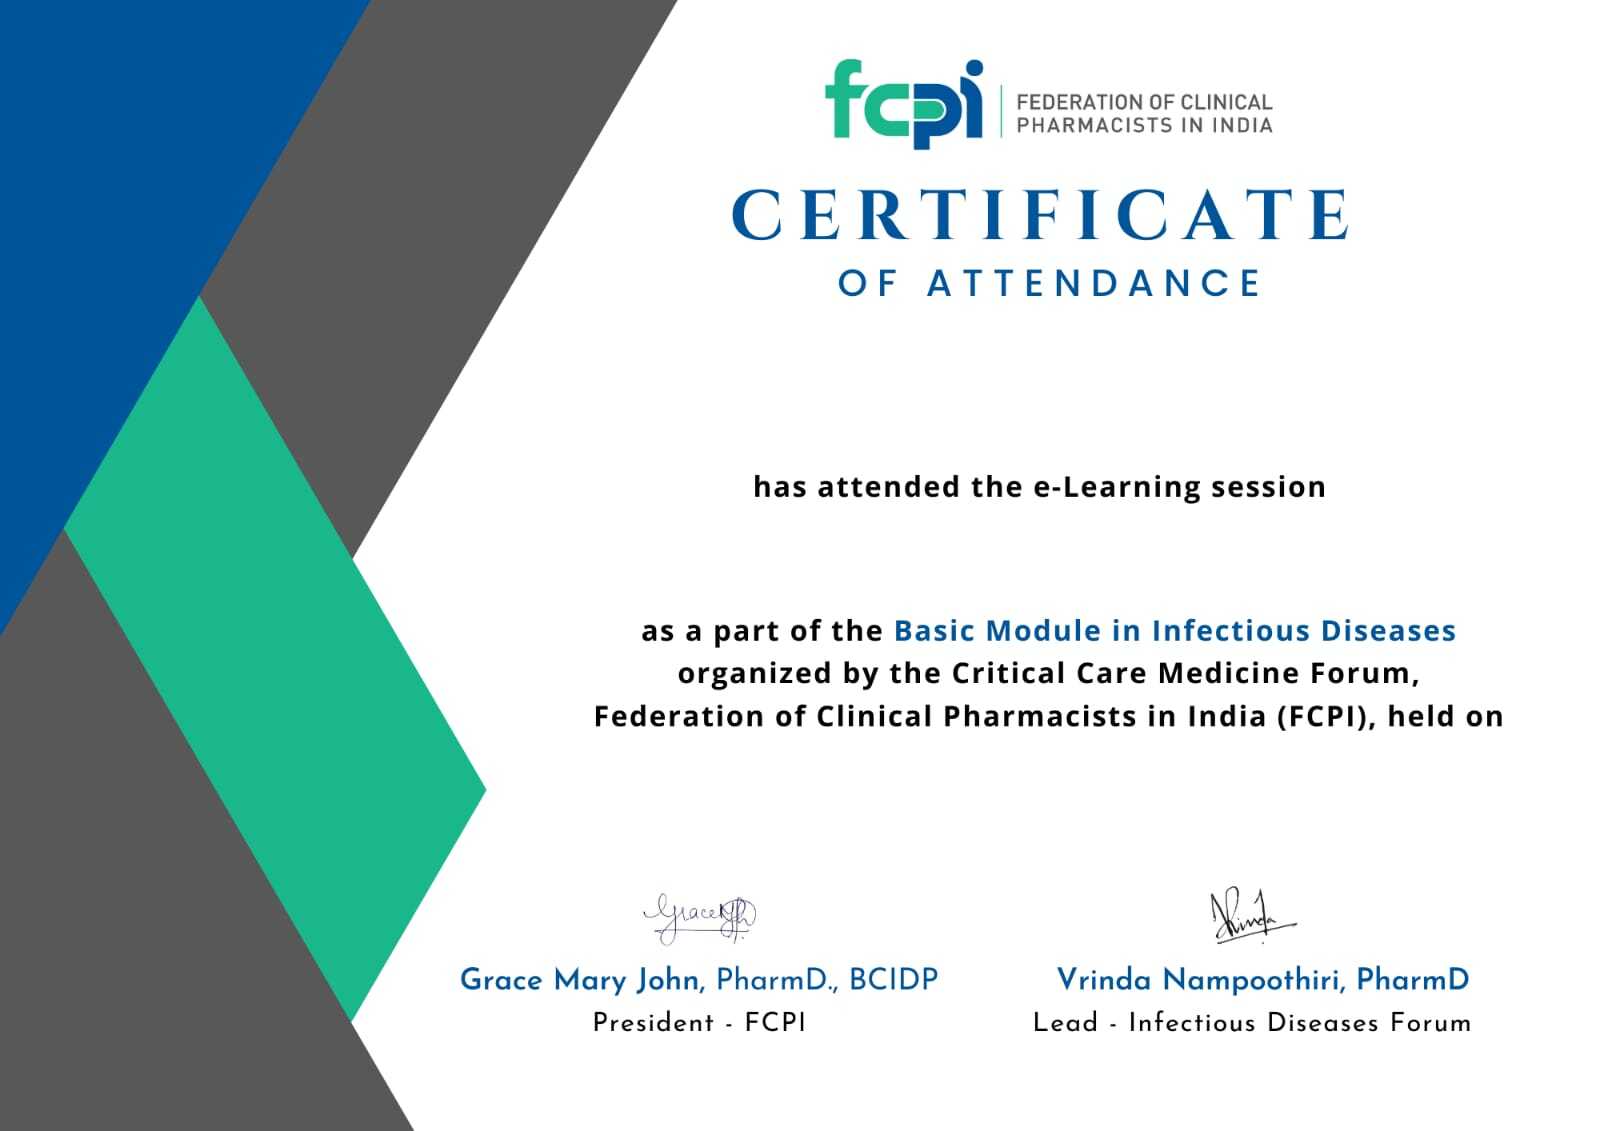 fcpi
FEDERATION OF CLINICAL
PHARMACISTS IN INDIA
CERTIFICATE
OF ATTENDANCE
has attended the e-Learning session
as a part of the Basic Module in Infectious Diseases
organized by the Critical Care Medicine Forum,
Federation of Clinical Pharmacists in India (FCPI), held on
Grace Mary John, PharmD., BCIDP
President - FCPI
Vrinda Nampoothiri, PharmD
Lead - Infectious Diseases Forum